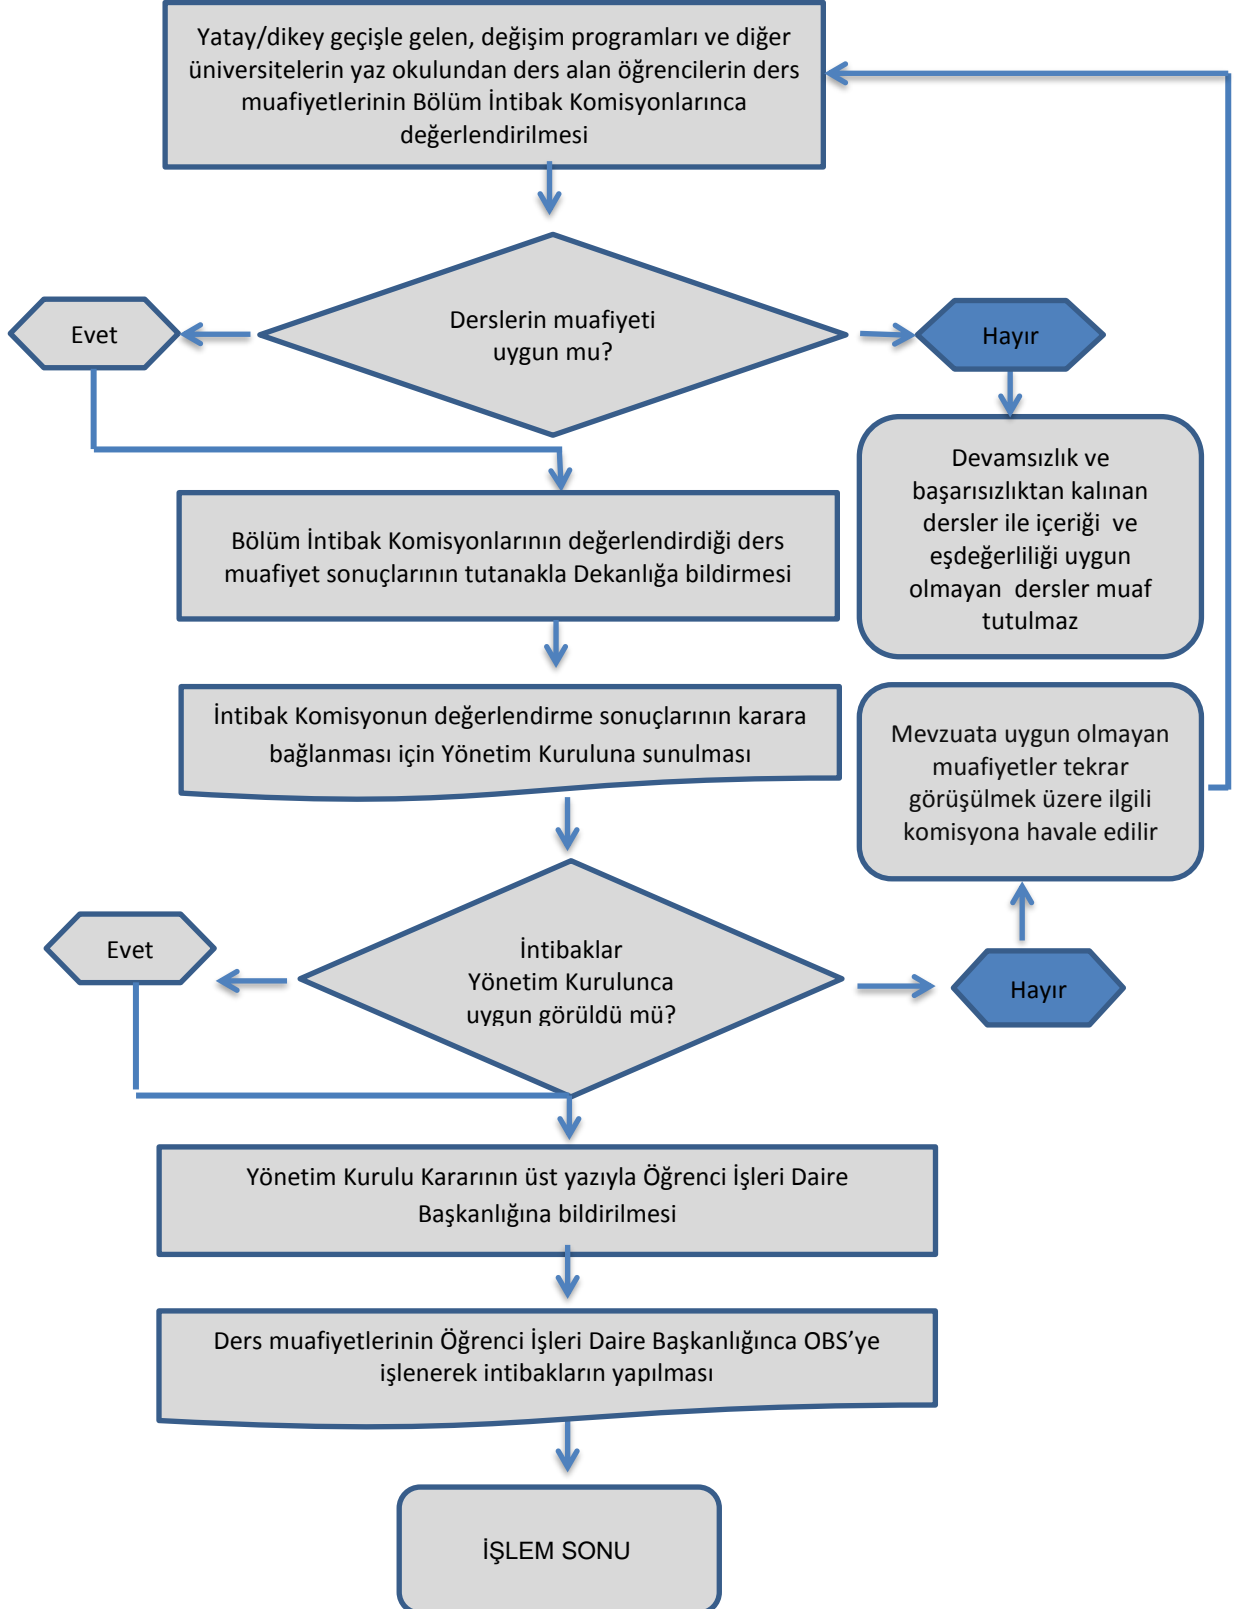 Yatay/dikey geçişle gelen, değişim programları ve diğer
üniversitelerin yaz okulundan ders alan öğrencilerin ders
muafiyetlerinin Bölüm İntibak Komisyonlarınca
değerlendirilmesi
Evet
Derslerin muafiyeti
uygun mu?
Hayır
Devamsızlık ve
başarısızlıktan kalınan
dersler ile içeriği ve
eşdeğerliliği uygun
olmayan dersler muaf
tutulmaz
Bölüm İntibak Komisyonlarının değerlendirdiği ders
muafiyet sonuçlarının tutanakla Dekanlığa bildirmesi
İntibak Komisyonun değerlendirme sonuçlarının karara
bağlanması için Yönetim Kuruluna sunulması
Mevzuata uygun olmayan
muafiyetler tekrar
görüşülmek üzere ilgili
komisyona havale edilir
Evet
İntibaklar
Yönetim Kurulunca
uygun görüldü mü?
Hayır
Yönetim Kurulu Kararının üst yazıyla Öğrenci İşleri Daire
Başkanlığına bildirilmesi
Ders muafiyetlerinin Öğrenci İşleri Daire Başkanlığınca OBS’ye
işlenerek intibakların yapılması
İŞLEM SONU